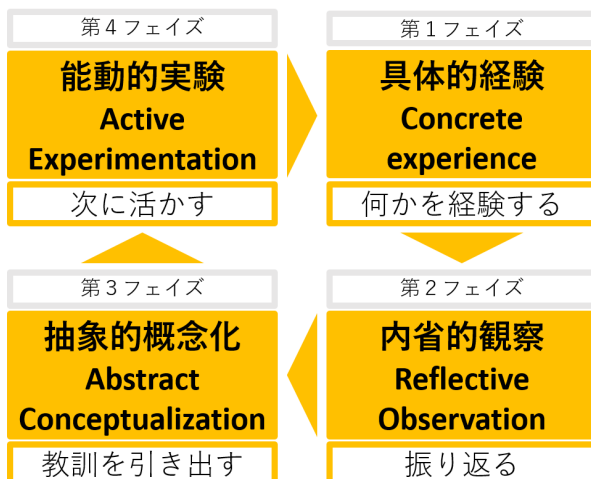 第4フェイズ
能動的実験
Active
Experimentation
次に活かす
第1フェイズ
具体的経験
Concrete
experience
何かを経験する
第3フェイズ
抽象的概念化
Abstract
Conceptualization
教訓を引き出す
第2フェイズ
内省的観察
Reflective
Observation
振り返る